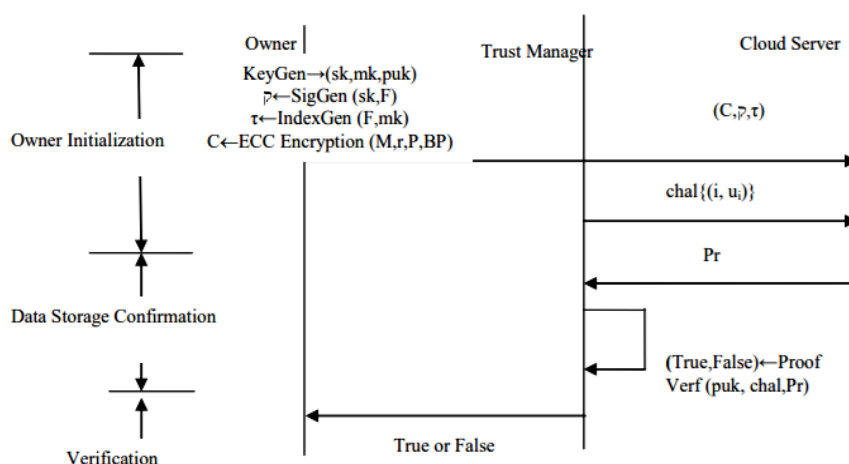 Owner
Trust Manager
Cloud Server
KeyGen→(sk,mk,puk)
ק←SigGen (sk,F)
τ←IndexGen (F,mk)
C←ECC Encryption (M,r,P,BP)
(C,ק,τ)
Owner Initialization
chal{(i, uᵢ)}
Pr
Data Storage Confirmation
(True,False)←Proof
Verf (puk, chal,Pr)
True or False
Verification